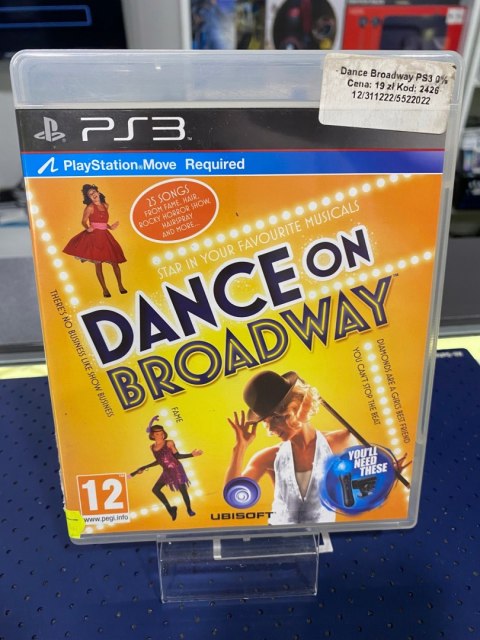 Dance Broadway PS3 0%
Cena: 19 zł Kod: 2426
12/311222/5522022
PS3
PlayStation®Move Required
25 SONGS
FROM FAME, HAIR,
ROCKY HORROR SHOW,
HAIRSPRAY
AND MORE...
STAR IN YOUR FAVOURITE MUSICALS
DANCE ON
BROADWAY™
THERE'S NO BUSINESS LIKE SHOW BUSINESS
FAME
YOU CAN'T STOP THE BEAT
DIAMONDS ARE A GIRLS BEST FRIEND
YOU'LL
NEED
THESE
12
www.pegi.info
UBISOFT